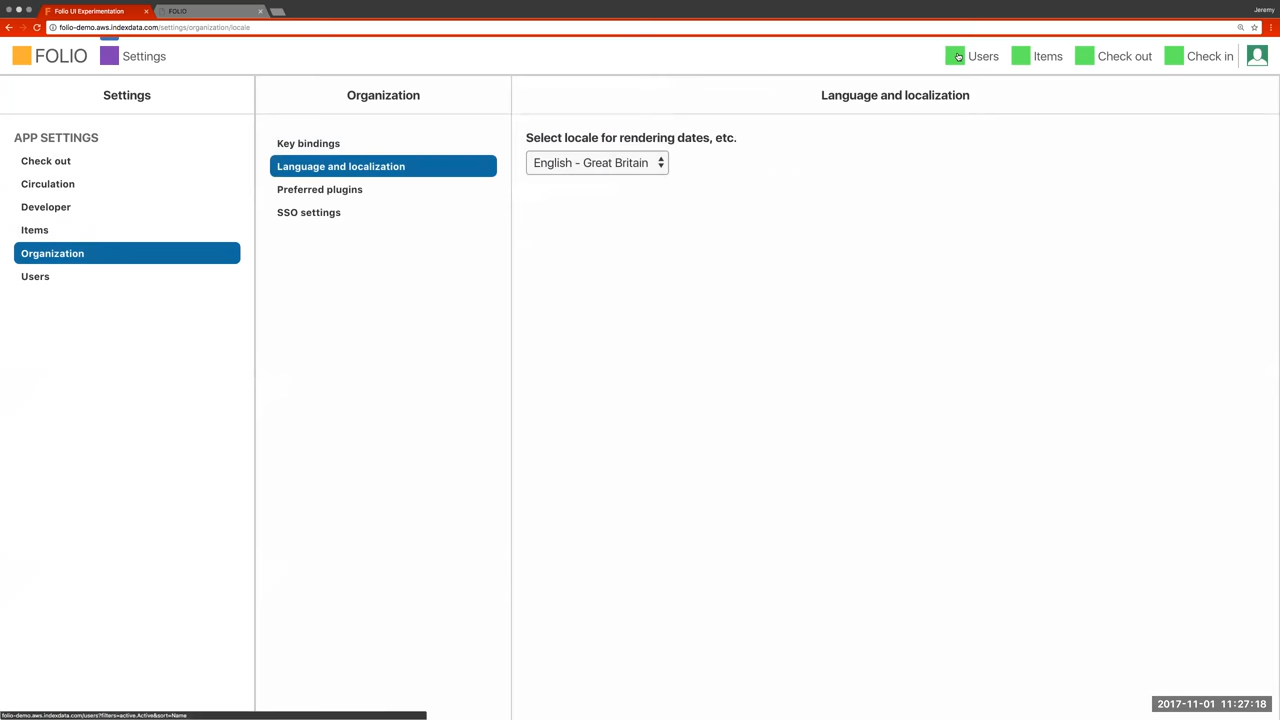 Folio UI Experimentation
FOLIO
Jeremy
folio-demo.aws.indexdata.com/settings/organization/locale
FOLIO
Settings
Users
Items
Check out
Check in
Settings
Organization
Language and localization
APP SETTINGS
Check out
Circulation
Developer
Items
Organization
Users
Key bindings
Language and localization
Preferred plugins
SSO settings
Select locale for rendering dates, etc.
English - Great Britain
2017-11-01 11:27:18
folio-demo.aws.indexdata.com/users?filters=active.Active&sort=Name